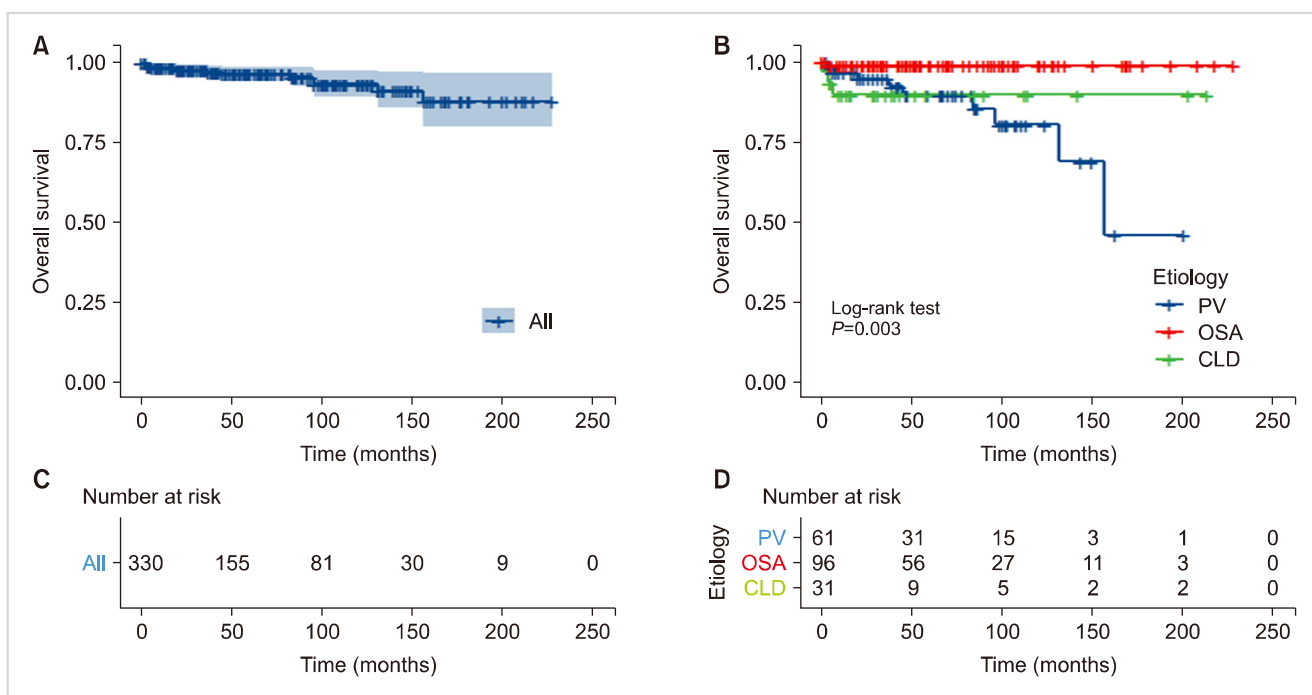 A
1.00
0.75
0.50
0.25
0.00
Overall survival
All
0 50 100 150 200 250
Time (months)
B
1.00
0.75
0.50
0.25
0.00
Overall survival
Log-rank test
P=0.003
Etiology
PV
OSA
CLD
0 50 100 150 200 250
Time (months)
C
Number at risk
All 330 155 81 30 9 0
0 50 100 150 200 250
Time (months)
D
Number at risk
Etiology
PV 61 31 15 3 1 0
OSA 96 56 27 11 3 0
CLD 31 9 5 2 2 0
0 50 100 150 200 250
Time (months)